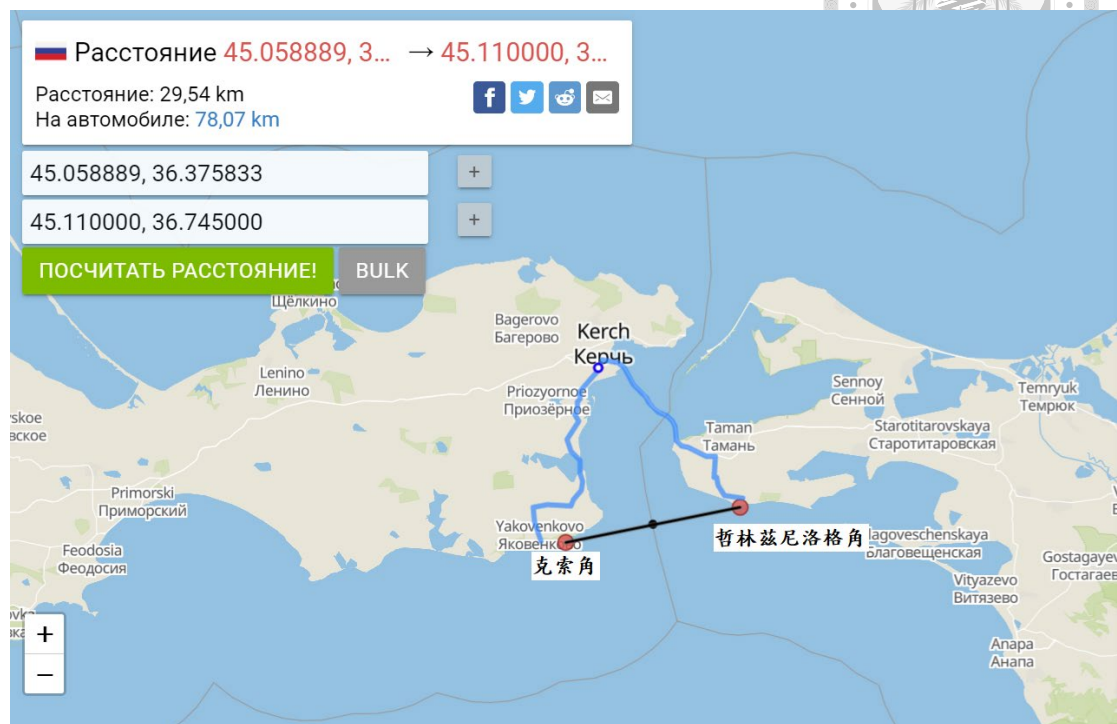 Расстояние 45.058889, 3... → 45.110000, 3...
Расстояние: 29,54 km
На автомобиле: 78,07 km
45.058889, 36.375833
+
45.110000, 36.745000
+
ПОСЧИТАТЬ РАССТОЯНИЕ!
BULK
Щёлкино
Bagerovo
Багерово
Kerch
Керчь
Lenino
Ленино
Priozyornoe
Приозёрное
Sennoy
Сенной
Temryuk
Темрюк
Taman
Тамань
Starotitarovskaya
Старотитаровская
Primorski
Приморский
Yakovenkovo
Яковенково
克索角
哲林兹尼洛格角
lagoveschenskaya
Благовещенская
Feodosia
Феодосия
Gostagayev
Гостагаев
Vityazevo
Витязево
Anapa
Анапа
+
−